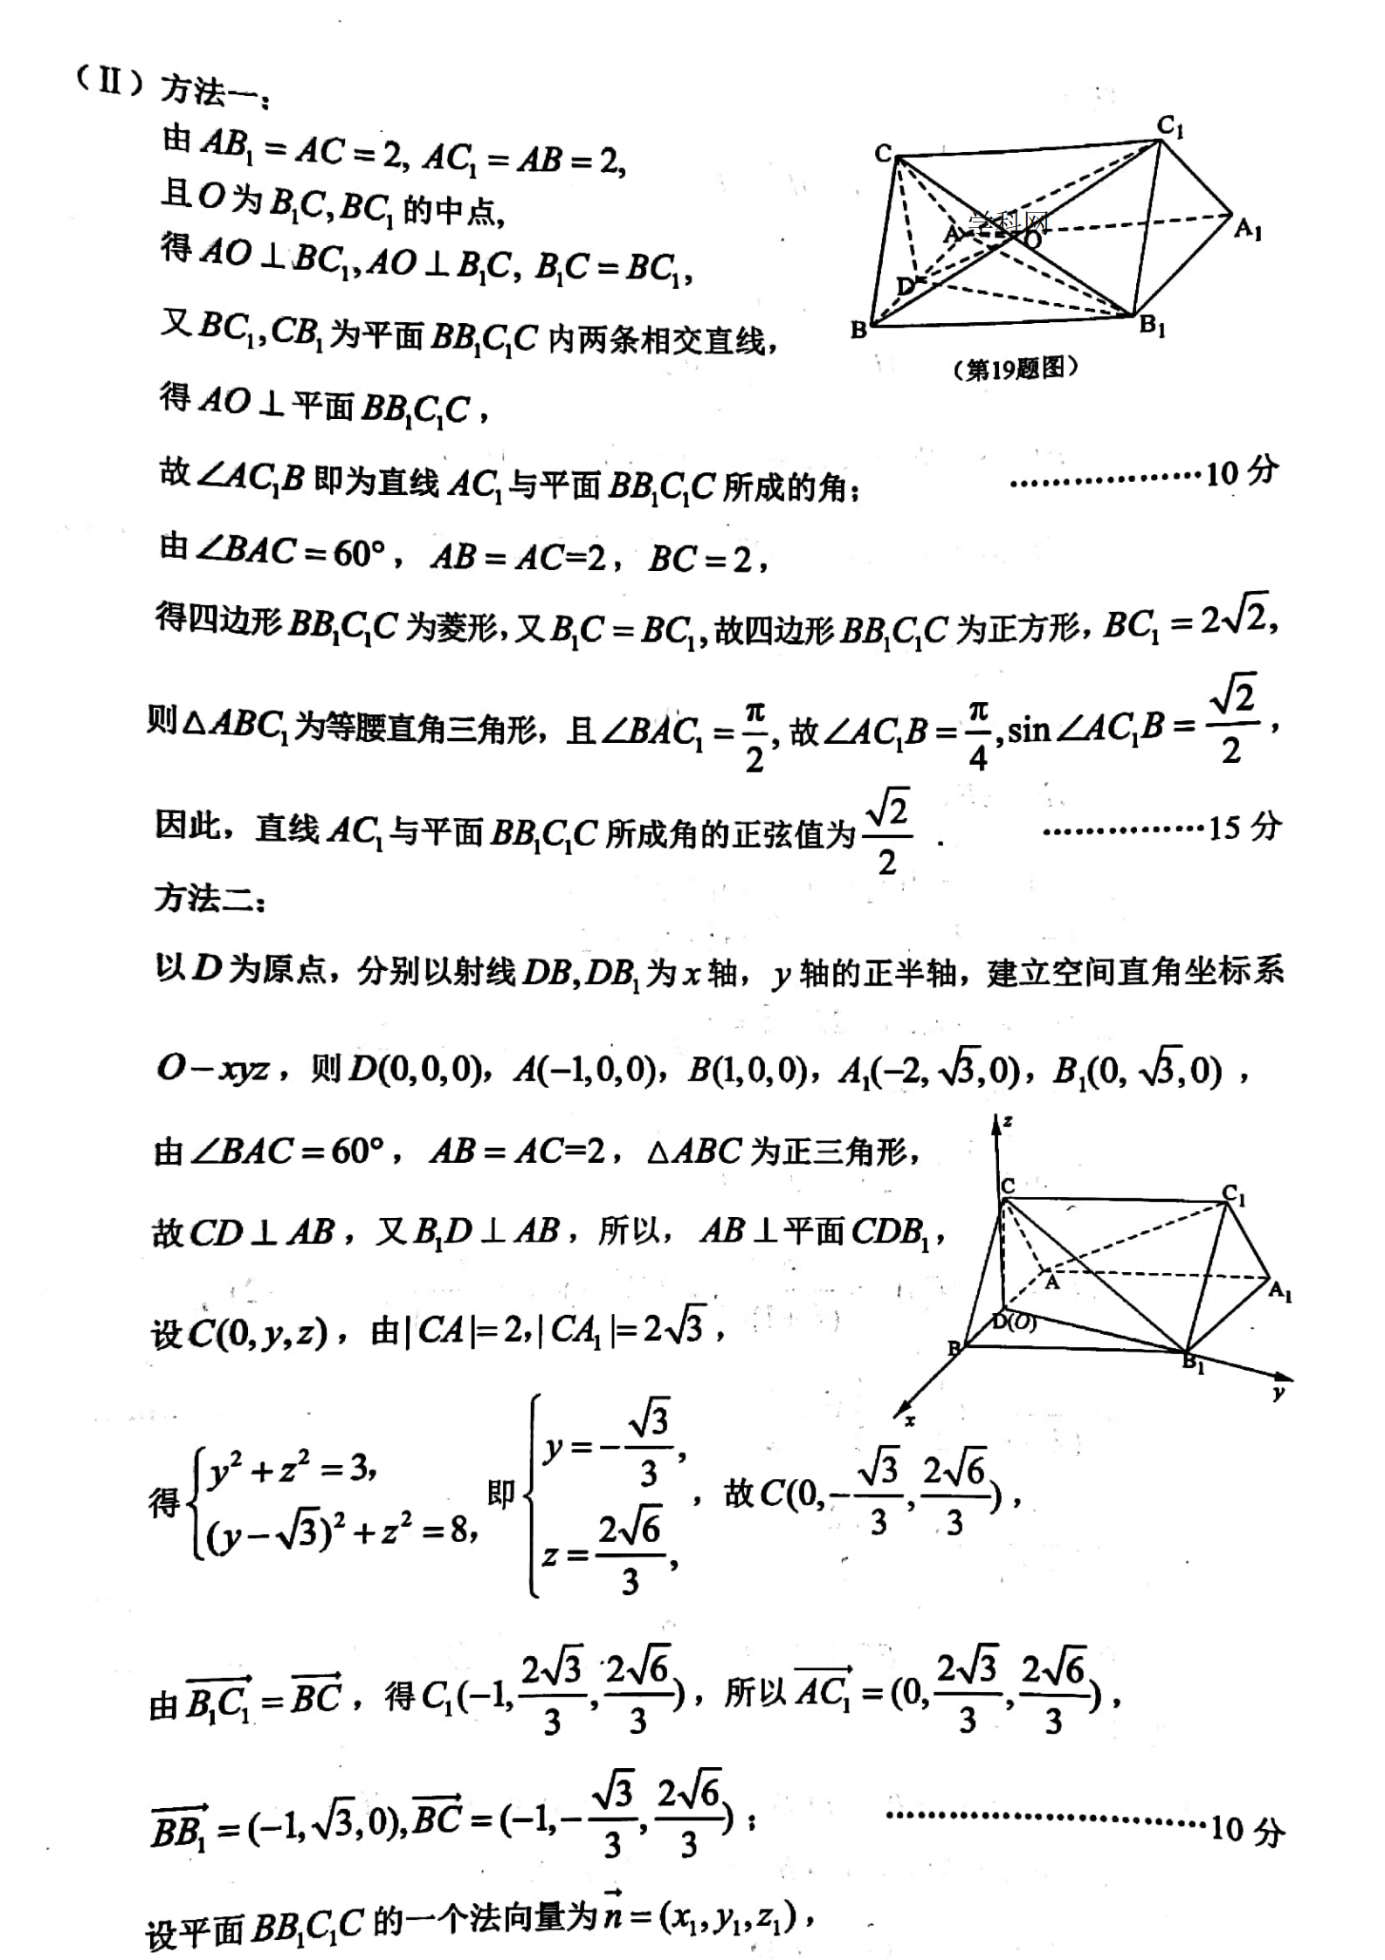 （Ⅱ）方法一：
由 AB₁ = AC = 2, AC₁ = AB = 2,
且 O 为 B₁C, BC₁ 的中点,
得 AO ⊥ BC₁, AO ⊥ B₁C, B₁C = BC₁,
又 BC₁, CB₁ 为平面 BB₁C₁C 内两条相交直线，
得 AO ⊥ 平面 BB₁C₁C，
C
C₁
A
学科网
O
A₁
D
B
B₁
（第19题图）
故 ∠AC₁B 即为直线 AC₁ 与平面 BB₁C₁C 所成的角； ………………10 分
由 ∠BAC = 60°， AB = AC=2， BC = 2，
得四边形 BB₁C₁C 为菱形, 又 B₁C = BC₁, 故四边形 BB₁C₁C 为正方形， BC₁ = 2√2,
则 △ABC₁ 为等腰直角三角形，且 ∠BAC₁ = π/2, 故 ∠AC₁B = π/4, sin ∠AC₁B = √2/2，
因此，直线 AC₁ 与平面 BB₁C₁C 所成角的正弦值为 √2/2 . ……………15 分
方法二：
以 D 为原点，分别以射线 DB, DB₁ 为 x 轴， y 轴的正半轴，建立空间直角坐标系
O－xyz，则 D(0,0,0)， A(−1,0,0)， B(1,0,0)， A₁(−2, √3,0)， B₁(0, √3,0)，
由 ∠BAC = 60°， AB = AC=2， △ABC 为正三角形，
故 CD ⊥ AB，又 B₁D ⊥ AB，所以， AB ⊥ 平面 CDB₁，
设 C(0, y, z)，由 | CA |= 2, | CA₁ |= 2√3，
z
C
C₁
A
A₁
D(O)
B
B₁
x
y
得 { y² + z² = 3, (y − √3)² + z² = 8, 即 { y = −√3/3, z = 2√6/3, ，故 C(0, −√3/3, 2√6/3)，
由 B₁C₁→ = BC→，得 C₁(−1, 2√3/3, 2√6/3)，所以 AC₁→ = (0, 2√3/3, 2√6/3)，
BB₁→ = (−1, √3, 0), BC→ = (−1, −√3/3, 2√6/3)； …………………………10 分
设平面 BB₁C₁C 的一个法向量为 n→ = (x₁, y₁, z₁)，